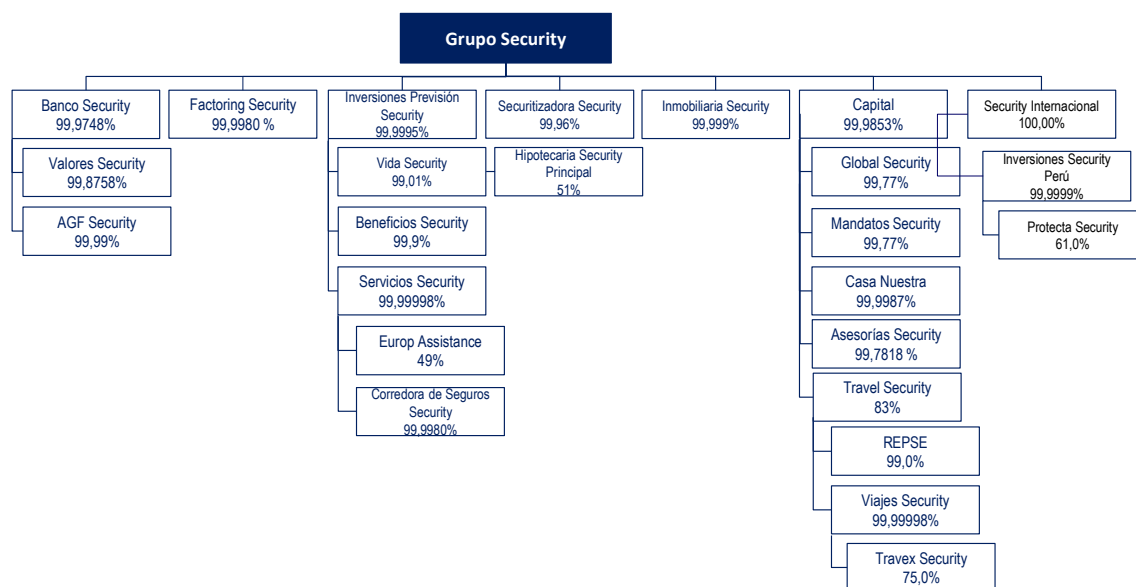 Grupo Security
Banco Security
99,9748%
Valores Security
99,8758%
AGF Security
99,99%
Factoring Security
99,9980 %
Inversiones Previsión
Security
99,9995%
Vida Security
99,01%
Hipotecaria Security
Principal
51%
Beneficios Security
99,9%
Servicios Security
99,99998%
Europ Assistance
49%
Corredora de Seguros
Security
99,9980%
Securitizadora Security
99,96%
Inmobiliaria Security
99,999%
Capital
99,9853%
Global Security
99,77%
Mandatos Security
99,77%
Casa Nuestra
99,9987%
Asesorías Security
99,7818 %
Travel Security
83%
REPSE
99,0%
Viajes Security
99,99998%
Travex Security
75,0%
Security Internacional
100,00%
Inversiones Security
Perú
99,9999%
Protecta Security
61,0%